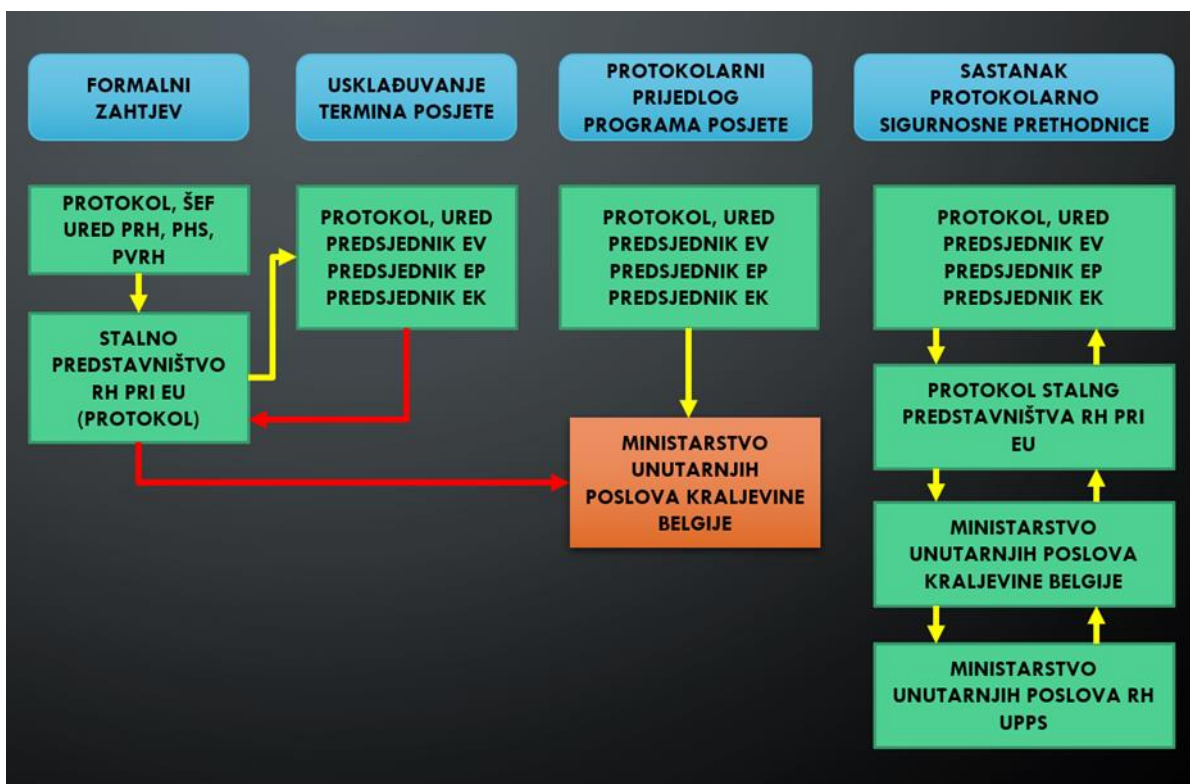 FORMALNI
ZAHTJEV
USKLAĐUVANJE
TERMINA POSJETE
PROTOKOLARNI
PRIJEDLOG
PROGRAMA POSJETE
SASTANAK
PROTOKOLARNO
SIGURNOSNE PRETHODNICE
PROTOKOL, ŠEF
URED PRH, PHS,
PVRH
STALNO
PREDSTAVNIŠTVO
RH PRI EU
(PROTOKOL)
PROTOKOL, URED
PREDSJEDNIK EV
PREDSJEDNIK EP
PREDSJEDNIK EK
PROTOKOL, URED
PREDSJEDNIK EV
PREDSJEDNIK EP
PREDSJEDNIK EK
MINISTARSTVO
UNUTARNJIH
POSLOVA KRALJEVINE
BELGIJE
PROTOKOL, URED
PREDSJEDNIK EV
PREDSJEDNIK EP
PREDSJEDNIK EK
PROTOKOL STALNG
PREDSTAVNIŠTVA RH PRI
EU
MINISTARSTVO
UNUTARNJIH POSLOVA
KRALJEVINE BELGIJE
MINISTARSTVO
UNUTARNJIH POSLOVA RH
UPPS